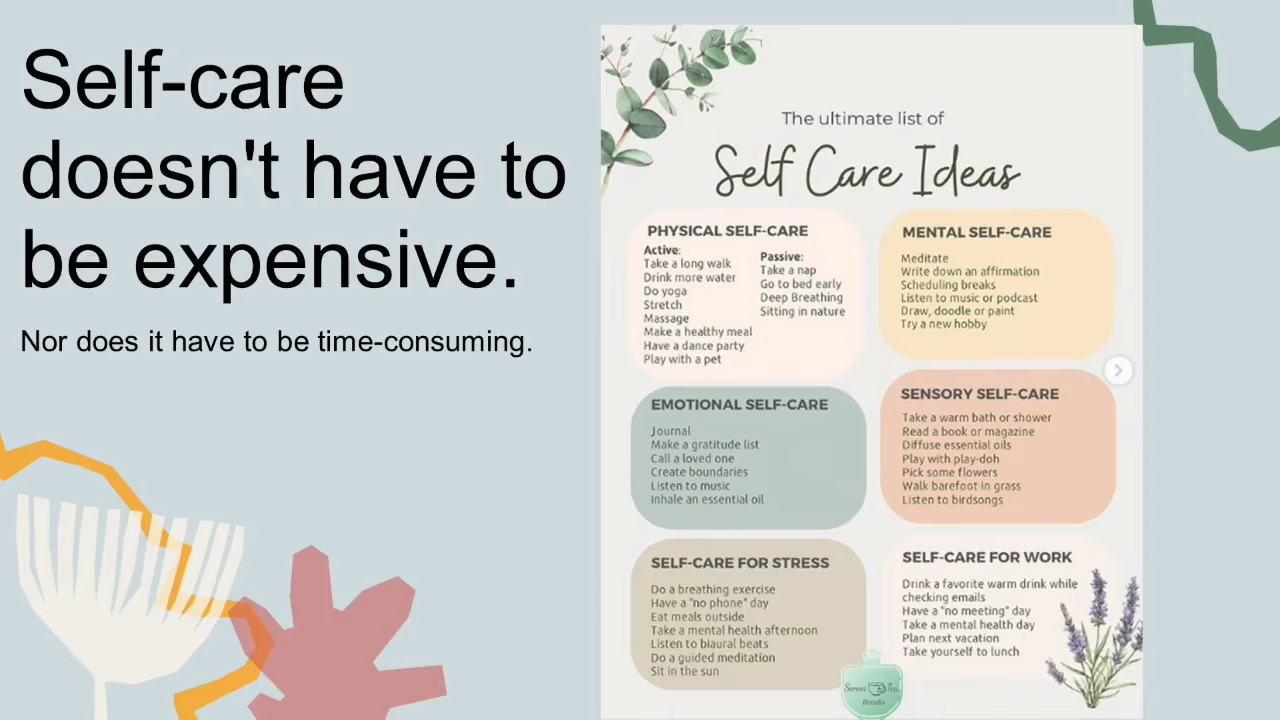 Self-care
doesn't have to
be expensive.
Nor does it have to be time-consuming.
The ultimate list of
Self Care Ideas
PHYSICAL SELF-CARE
Active:
Take a long walk
Drink more water
Do yoga
Stretch
Massage
Make a healthy meal
Have a dance party
Play with a pet
Passive:
Take a nap
Go to bed early
Deep Breathing
Sitting in nature
MENTAL SELF-CARE
Meditate
Write down an affirmation
Scheduling breaks
Listen to music or podcast
Draw, doodle or paint
Try a new hobby
EMOTIONAL SELF-CARE
Journal
Make a gratitude list
Call a loved one
Create boundaries
Listen to music
Inhale an essential oil
SENSORY SELF-CARE
Take a warm bath or shower
Read a book or magazine
Diffuse essential oils
Play with play-doh
Pick some flowers
Walk barefoot in grass
Listen to birdsongs
SELF-CARE FOR STRESS
Do a breathing exercise
Have a "no phone" day
Eat meals outside
Take a mental health afternoon
Listen to biaural beats
Do a guided meditation
Sit in the sun
SELF-CARE FOR WORK
Drink a favorite warm drink while
checking emails
Have a "no meeting" day
Take a mental health day
Plan next vacation
Take yourself to lunch
Sereni Tea
Breaks